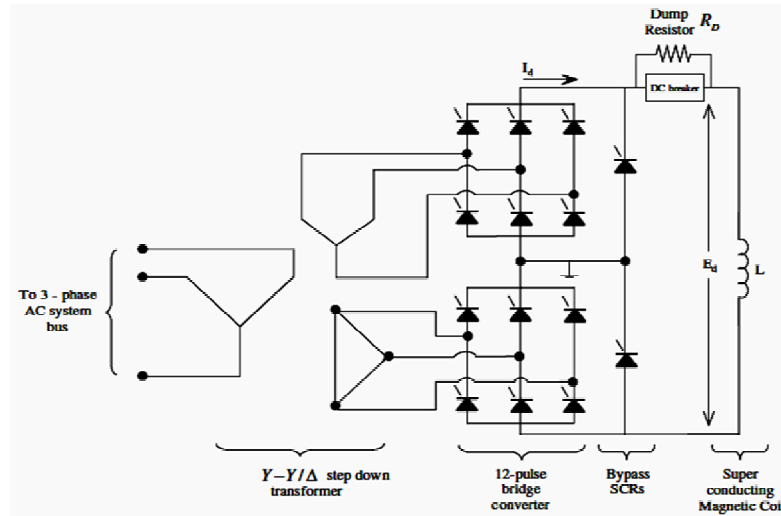 Dump
Resistor R_D
I_d
DC breaker
To 3 - phase
AC system
bus
E_d
L
Y–Y/Δ step down
transformer
12-pulse
bridge
converter
Bypass
SCRs
Super
conducting
Magnetic Coi